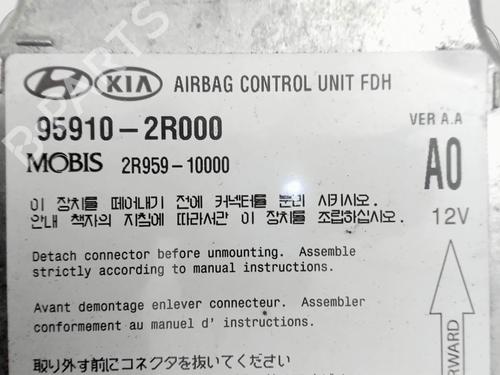 HYUNDAI KIA AIRBAG CONTROL UNIT FDH
95910-2R000 VER A.A
MOBIS 2R959-10000 A0
이 장치를 떼어내기 전에 커넥터를 분리 시키시오.
안내 책자의 지침에 따라서만 이 장치를 조립하십시오. 12V
Detach connector before unmounting. Assemble
strictly according to manual instructions.
Avant demontage enlever connecteur. Assembler
conformement au manuel d' instructions.
取り外す前にコネクタを抜いてください